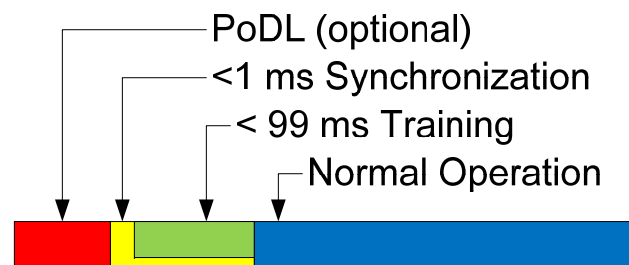 PoDL (optional)
<1 ms Synchronization
< 99 ms Training
Normal Operation